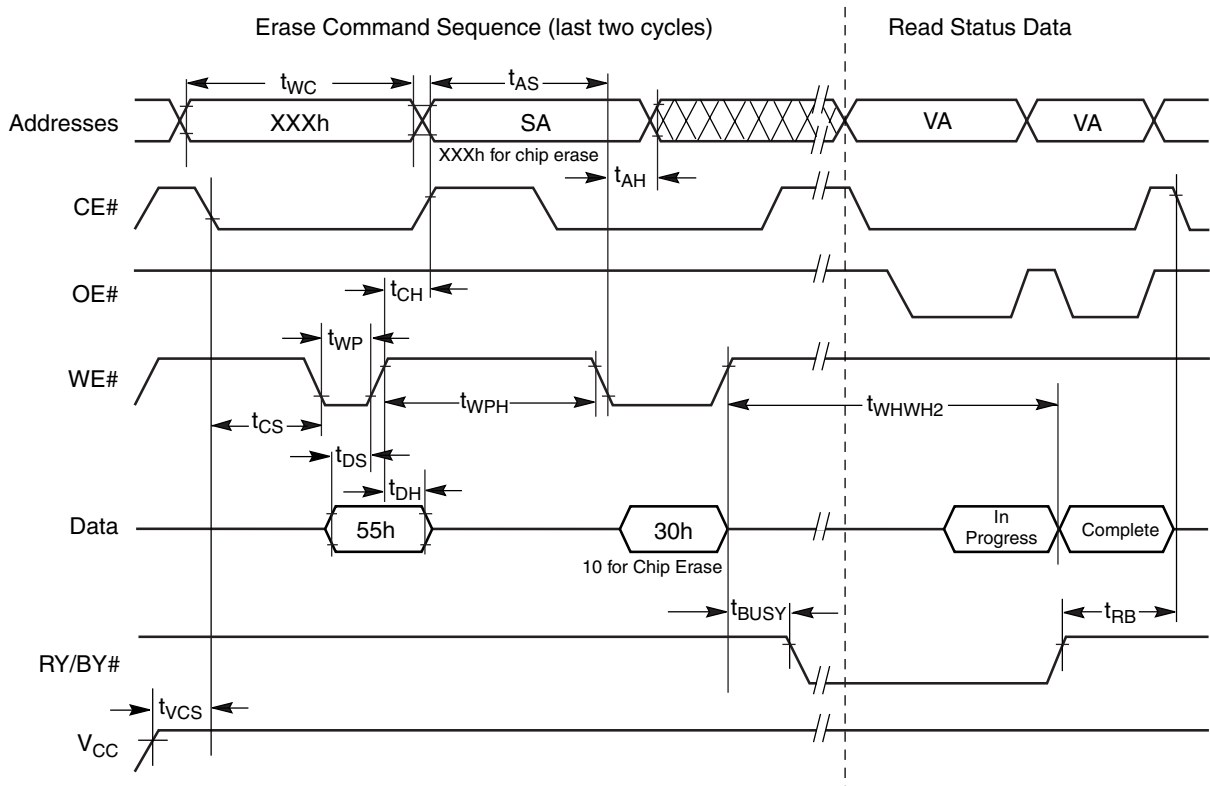 Erase Command Sequence (last two cycles)
Read Status Data
tWC
tAS
Addresses
XXXh
SA
VA
VA
XXXh for chip erase
tAH
CE#
OE#
tCH
tWP
WE#
tWPH
tWHWH2
tCS
tDS
tDH
Data
55h
30h
In
Progress
Complete
10 for Chip Erase
tBUSY
tRB
RY/BY#
tVCS
VCC